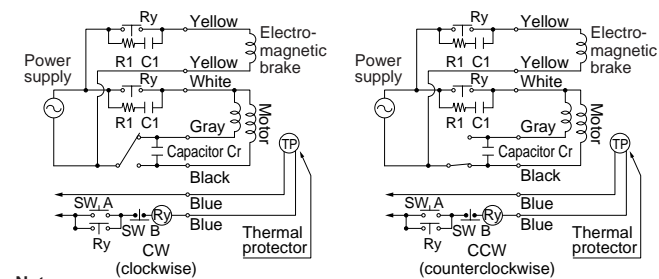 Ry
Yellow
Electro-
magnetic
brake
R1 C1
Power
supply
Yellow
Ry
White
R1 C1
Motor
Gray
TP
Capacitor Cr
Black
SW A
Blue
Ry
Blue
Ry
SW B
Thermal
protector
CW
(clockwise)
Ry
Yellow
Electro-
magnetic
brake
R1 C1
Power
supply
Yellow
Ry
White
R1 C1
Motor
Gray
TP
Capacitor Cr
Black
SW A
Blue
Ry
Blue
Ry
SW B
Thermal
protector
CCW
(counterclockwise)